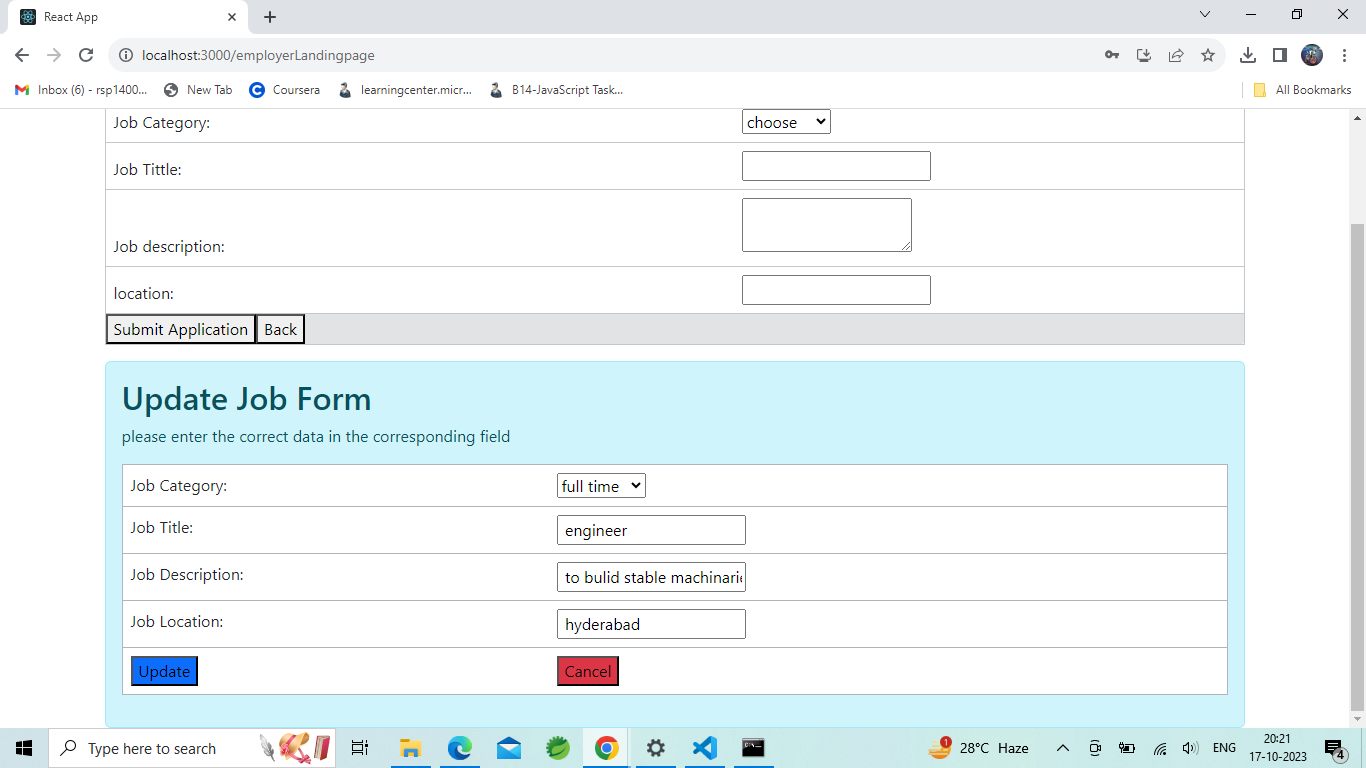 React App
localhost:3000/employerLandingpage
Inbox (6) - rsp1400... New Tab Coursera learningcenter.micr... B14-JavaScript Task... All Bookmarks
Job Category: choose
Job Tittle:
Job description:
location:
Submit Application Back
Update Job Form
please enter the correct data in the corresponding field
Job Category: full time
Job Title: engineer
Job Description: to bulid stable machinari
Job Location: hyderabad
Update Cancel
Type here to search 1 28°C Haze ENG 20:21
17-10-2023 4